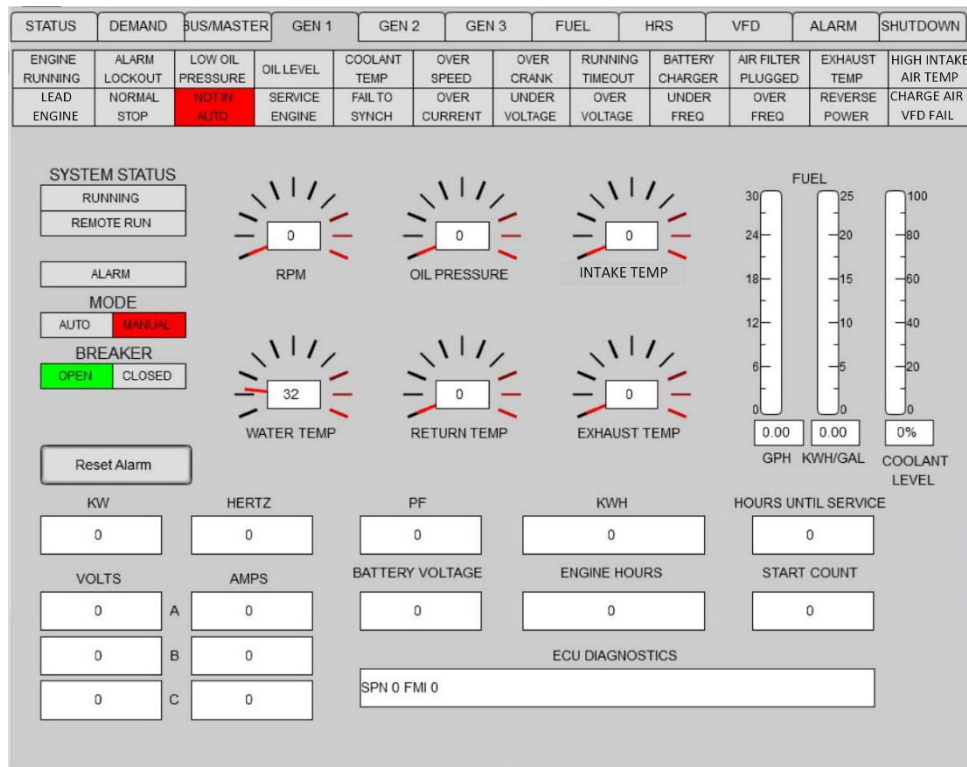 STATUS DEMAND BUS/MASTER GEN 1 GEN 2 GEN 3 FUEL HRS VFD ALARM SHUTDOWN
ENGINE RUNNING ALARM LOCKOUT LOW OIL PRESSURE OIL LEVEL COOLANT TEMP OVER SPEED OVER CRANK RUNNING TIMEOUT BATTERY CHARGER AIR FILTER PLUGGED EXHAUST TEMP HIGH INTAKE AIR TEMP
LEAD ENGINE NORMAL STOP NOT IN AUTO SERVICE ENGINE FAIL TO SYNCH OVER CURRENT UNDER VOLTAGE OVER VOLTAGE UNDER FREQ OVER FREQ REVERSE POWER CHARGE AIR VFD FAIL
SYSTEM STATUS
RUNNING
REMOTE RUN
ALARM
MODE
AUTO MANUAL
BREAKER
OPEN CLOSED
Reset Alarm
0 0 0
RPM OIL PRESSURE INTAKE TEMP
32 0 0
WATER TEMP RETURN TEMP EXHAUST TEMP
FUEL
30 25 100
24 20 80
18 15 60
12 10 40
6 5 20
0 0 0
0.00 0.00 0%
GPH KWH/GAL COOLANT
LEVEL
KW HERTZ PF KWH HOURS UNTIL SERVICE
0 0 0 0 0
VOLTS AMPS BATTERY VOLTAGE ENGINE HOURS START COUNT
0 A 0 0 0 0
0 B 0
0 C 0
ECU DIAGNOSTICS
SPN 0 FMI 0